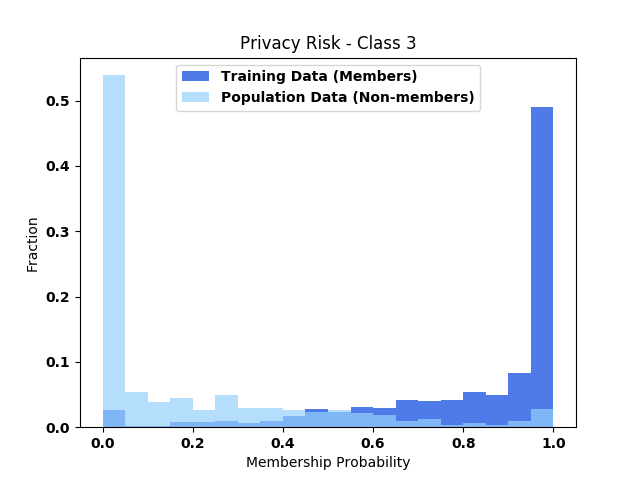 Privacy Risk - Class 3
Training Data (Members)
Population Data (Non-members)
0.5
0.4
0.3
0.2
0.1
0.0
Fraction
0.0 0.2 0.4 0.6 0.8 1.0
Membership Probability